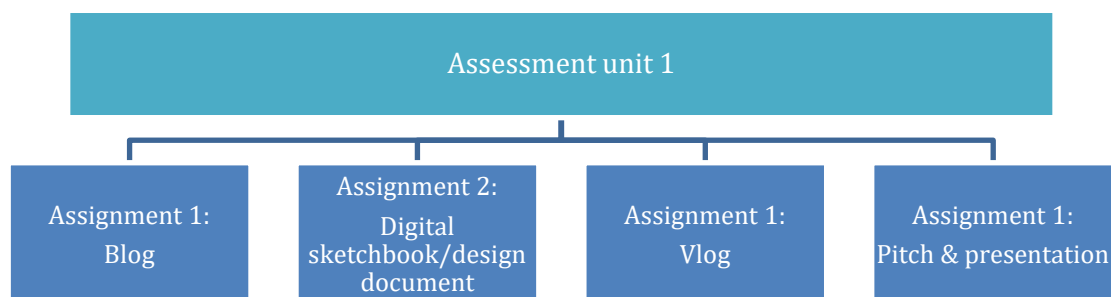 Assessment unit 1
Assignment 1:
Blog
Assignment 2:
Digital
sketchbook/design
document
Assignment 1:
Vlog
Assignment 1:
Pitch & presentation